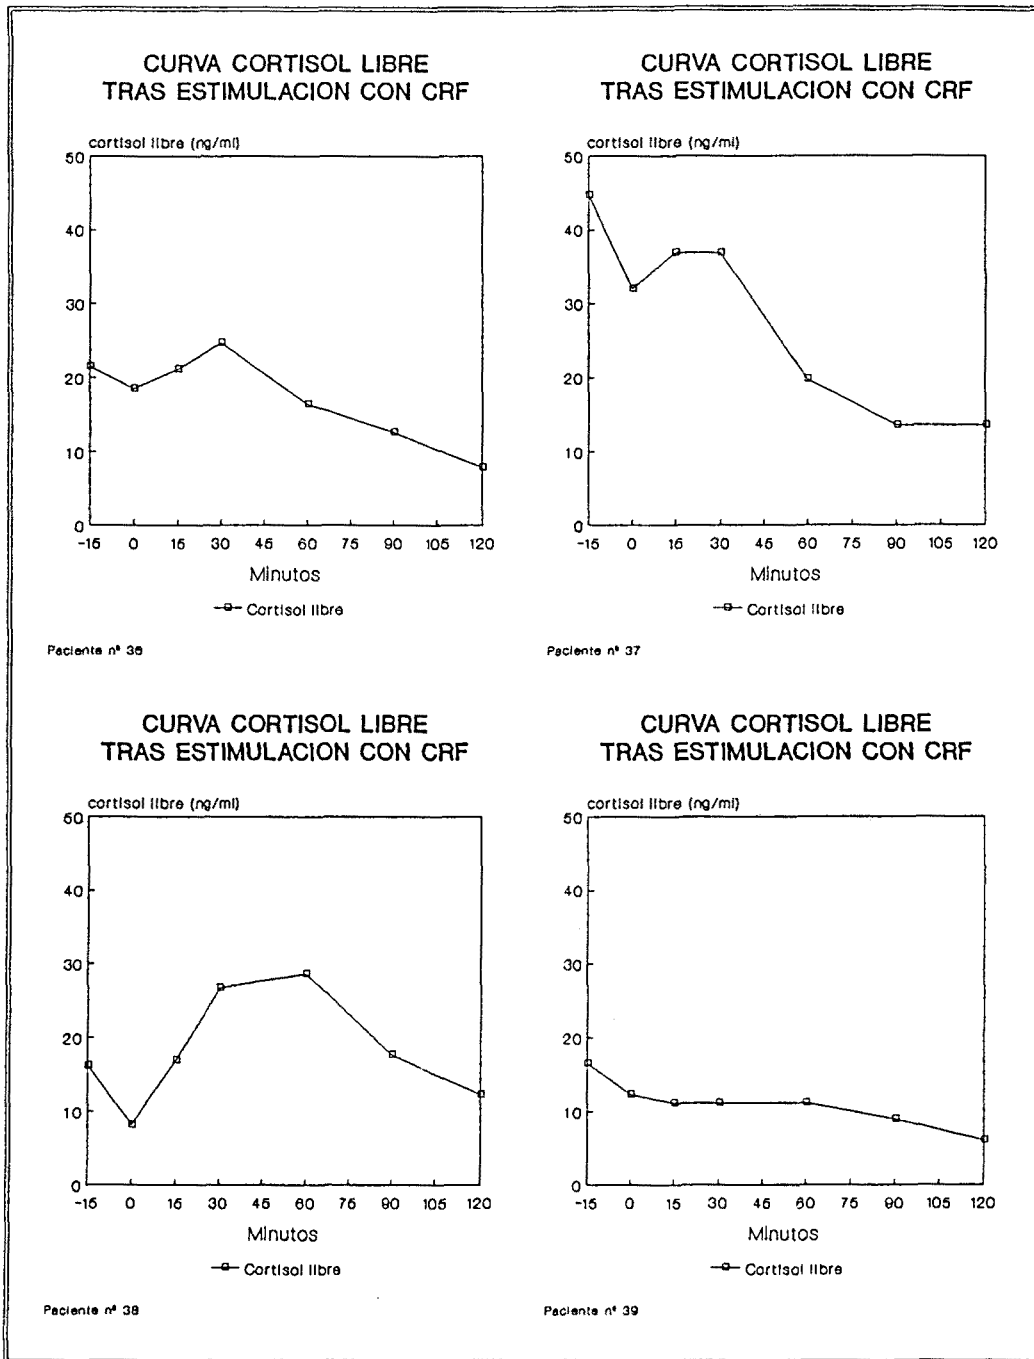 CURVA CORTISOL LIBRE
TRAS ESTIMULACION CON CRF
cortisol libre (ng/ml)
50
40
30
20
10
0
-15 0 15 30 45 60 75 90 105 120
Minutos
Cortisol libre
Paciente nº 36
CURVA CORTISOL LIBRE
TRAS ESTIMULACION CON CRF
cortisol libre (ng/ml)
50
40
30
20
10
0
-15 0 15 30 45 60 75 90 105 120
Minutos
Cortisol libre
Paciente nº 37
CURVA CORTISOL LIBRE
TRAS ESTIMULACION CON CRF
cortisol libre (ng/ml)
50
40
30
20
10
0
-15 0 15 30 45 60 75 90 105 120
Minutos
Cortisol libre
Paciente nº 38
CURVA CORTISOL LIBRE
TRAS ESTIMULACION CON CRF
cortisol libre (ng/ml)
50
40
30
20
10
0
-15 0 15 30 45 60 75 90 105 120
Minutos
Cortisol libre
Paciente nº 39